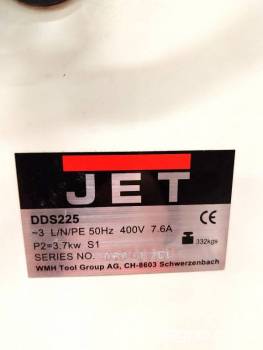 JET
DDS225
~3 L/N/PE 50Hz 400V 7.6A
CE
P2=3.7kw S1
332kgs
SERIES NO.
WMH Tool Group AG, CH-8603 Schwerzenbach